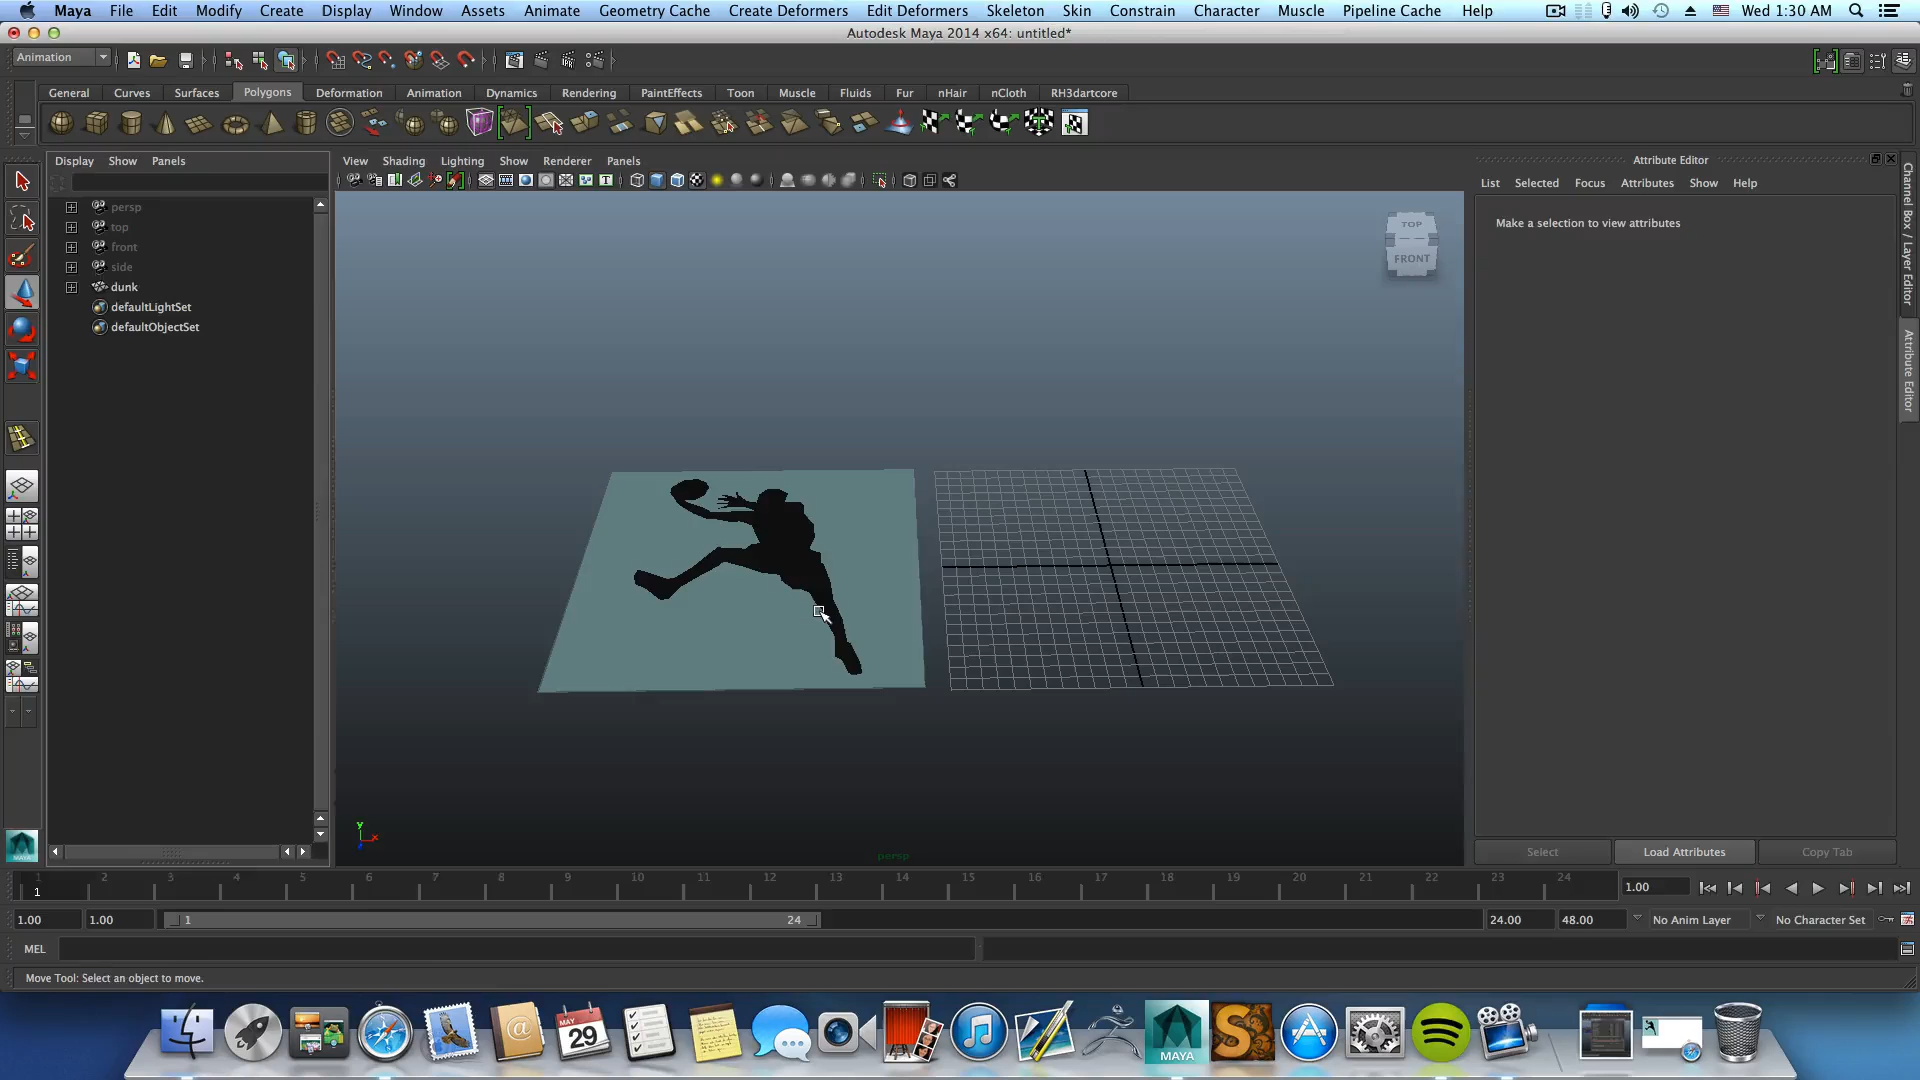 Maya File Edit Modify Create Display Window Assets Animate Geometry Cache Create Deformers Edit Deformers Skeleton Skin Constrain Character Muscle Pipeline Cache Help Wed 1:30 AM
Autodesk Maya 2014 x64: untitled*
Animation
General Curves Surfaces Polygons Deformation Animation Dynamics Rendering PaintEffects Toon Muscle Fluids Fur nHair nCloth RH3dartcore
Display Show Panels
View Shading Lighting Show Renderer Panels
Attribute Editor
List Selected Focus Attributes Show Help
Make a selection to view attributes
persp
top
front
side
dunk
defaultLightSet
defaultObjectSet
TOP
FRONT
Channel Box / Layer Editor
Attribute Editor
y
x
persp
Select Load Attributes Copy Tab
1 2 3 4 5 6 7 8 9 10 11 12 13 14 15 16 17 18 19 20 21 22 23 24
1
1.00
1.00 1.00 1 24 24.00 48.00 No Anim Layer No Character Set
MEL
Move Tool: Select an object to move.
MAY
29
MAYA